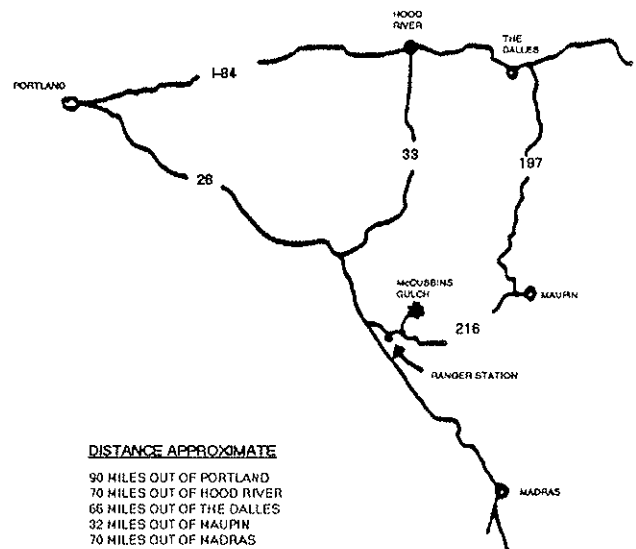 HOOD
RIVER
THE
DALLES
I-84
PORTLAND
33
197
26
McCUBBINS
GULCH
MAUPIN
216
RANGER STATION
DISTANCE APPROXIMATE
90 MILES OUT OF PORTLAND
70 MILES OUT OF HOOD RIVER
66 MILES OUT OF THE DALLES
32 MILES OUT OF MAUPIN
70 MILES OUT OF MADRAS
MADRAS